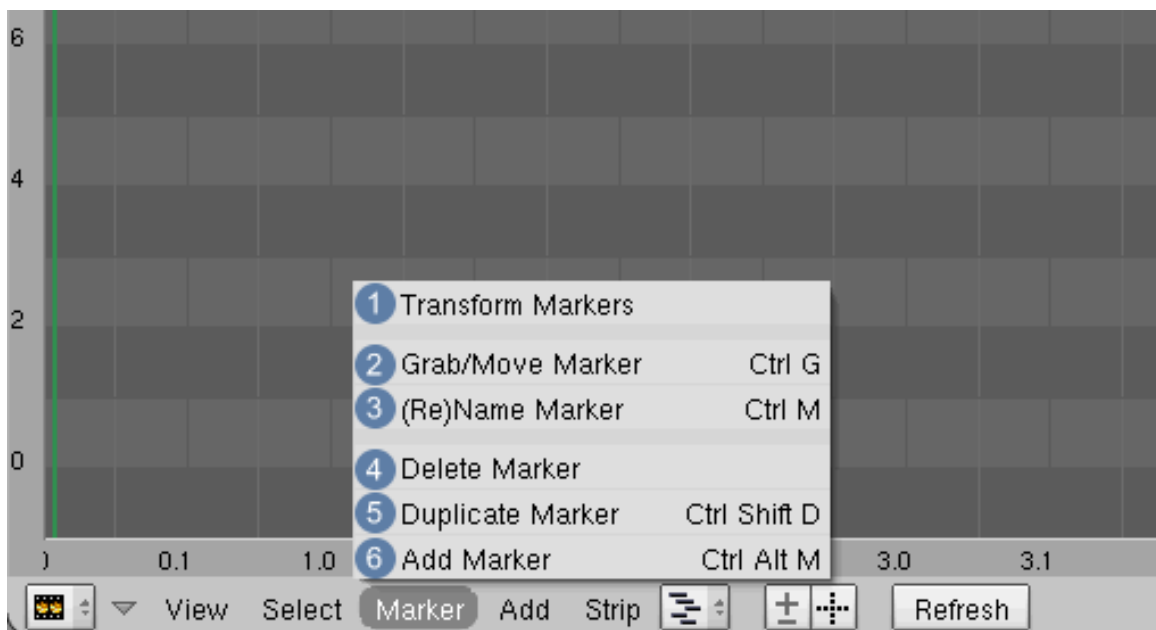 6
4
2
0
1 Transform Markers
2 Grab/Move Marker Ctrl G
3 (Re)Name Marker Ctrl M
4 Delete Marker
5 Duplicate Marker Ctrl Shift D
6 Add Marker Ctrl Alt M
0.1 1.0 3.0 3.1
View Select Marker Add Strip Refresh